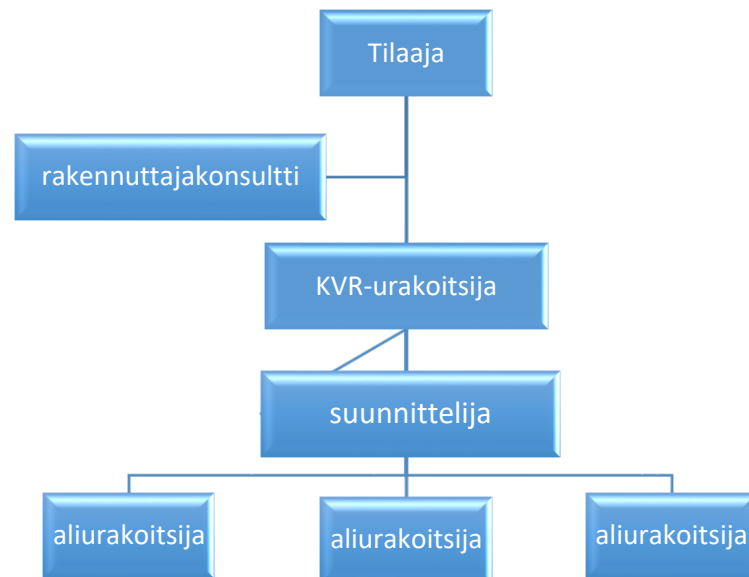 Tilaaja
rakennuttajakonsultti
KVR-urakoitsija
suunnittelija
aliurakoitsija
aliurakoitsija
aliurakoitsija